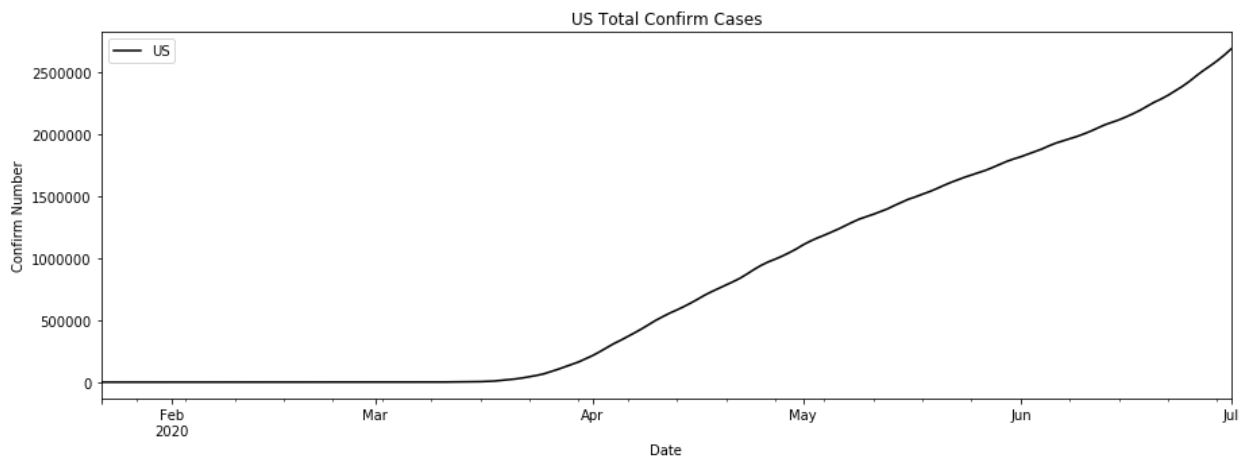 US Total Confirm Cases
US
2500000
2000000
1500000
1000000
500000
0
Confirm Number
Feb Mar Apr May Jun Jul
2020
Date